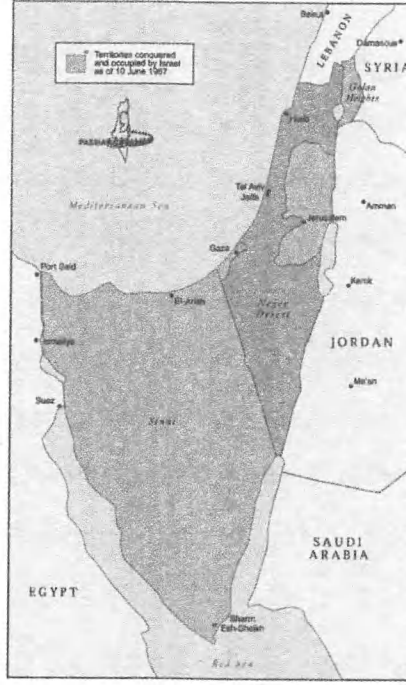 Beirut
LEBANON
Damascus
SYRIA
Territories conquered
and occupied by Israel
as of 10 June 1967
Golan
Heights
Haifa
Mediterranean Sea
Tel Aviv
Jaffa
Amman
Jerusalem
Gaza
Port Said
El-Arish
Negev
Desert
Kerak
Ismailiya
JORDAN
Ma'an
Suez
Sinai
SAUDI
ARABIA
EGYPT
Sharm
Esh-Sheikh
Red Sea